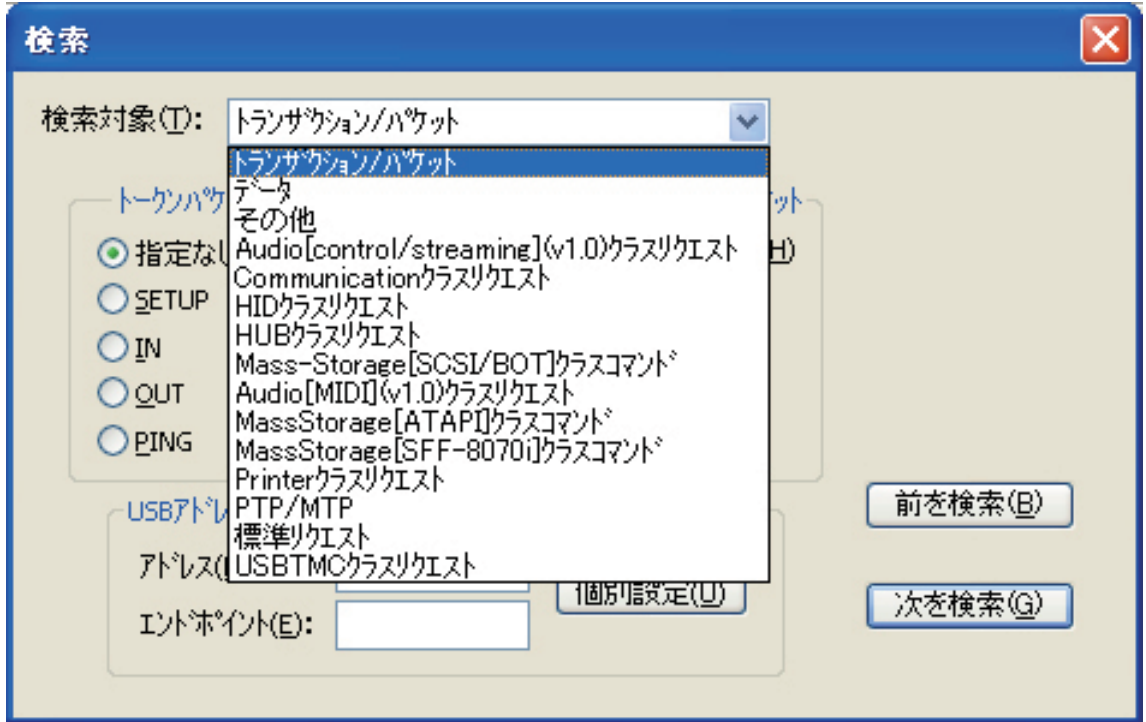 検索
検索対象(T):
トランザクション/パケット
トランザクション/パケット
データ
その他
Audio[control/streaming](v1.0)クラスリクエスト
Communicationクラスリクエスト
HIDクラスリクエスト
HUBクラスリクエスト
Mass-Storage[SCSI/BOT]クラスコマンド
Audio[MIDI](v1.0)クラスリクエスト
MassStorage[ATAPI]クラスコマンド
MassStorage[SFF-8070i]クラスコマンド
Printerクラスリクエスト
PTP/MTP
標準リクエスト
USBTMCクラスリクエスト
トークンパケ
ット
指定なし
H)
SETUP
IN
OUT
PING
USBアドレ
アドレス(
個別設定(U)
エンドポイント(E):
前を検索(B)
次を検索(G)